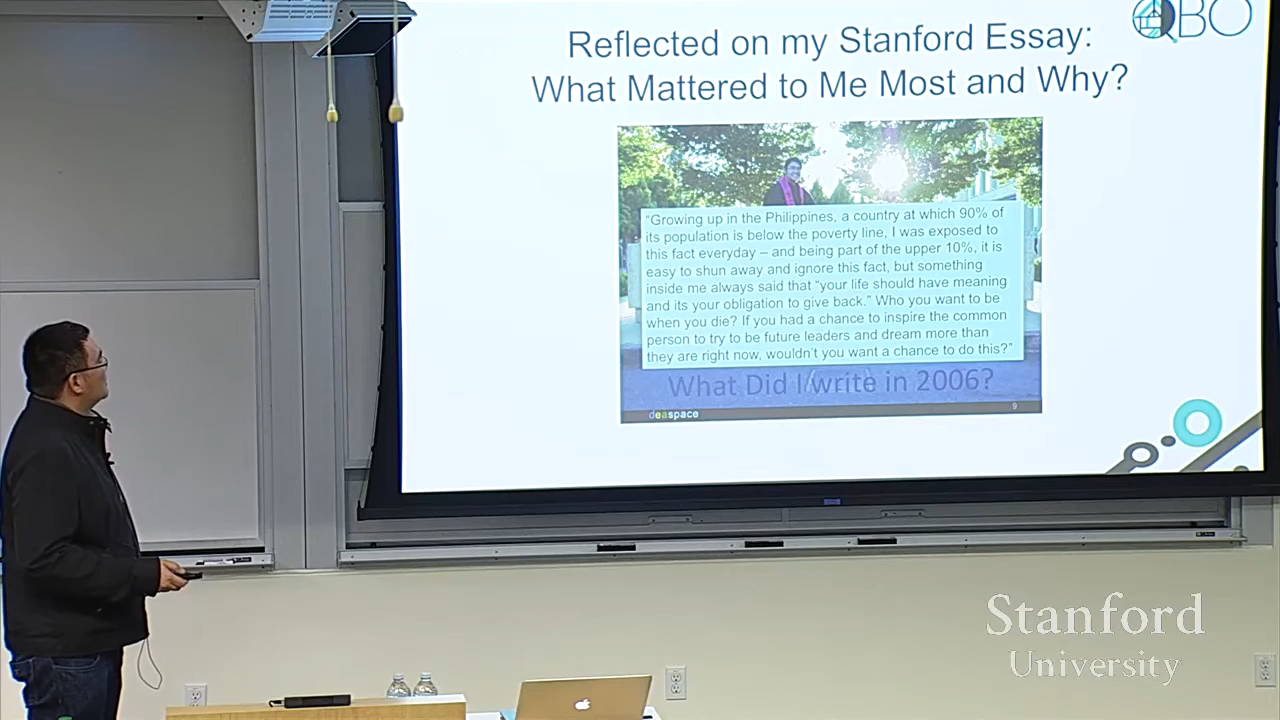 Reflected on my Stanford Essay:
What Mattered to Me Most and Why?
QBO
"Growing up in the Philippines, a country at which 90% of
its population is below the poverty line, I was exposed to
this fact everyday – and being part of the upper 10%, it is
easy to shun away and ignore this fact, but something
inside me always said that "your life should have meaning
and its your obligation to give back." Who you want to be
when you die? If you had a chance to inspire the common
person to try to be future leaders and dream more than
they are right now, wouldn't you want a chance to do this?"
What Did I write in 2006?
deaspace
9
Stanford
University